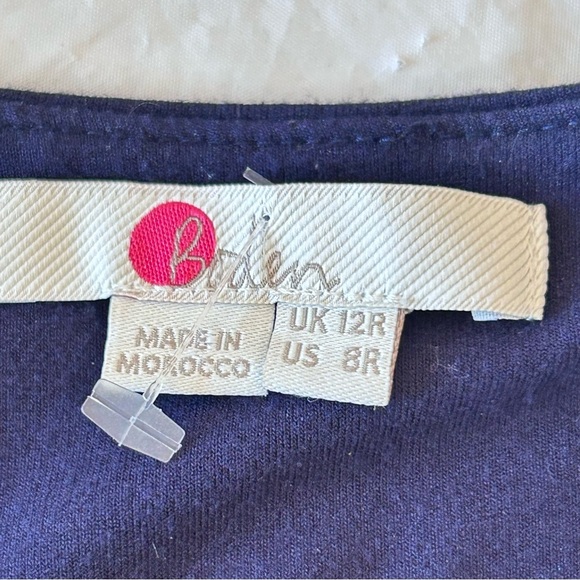 Boden
MADE IN
MOROCCO
UK 12R
US 8R